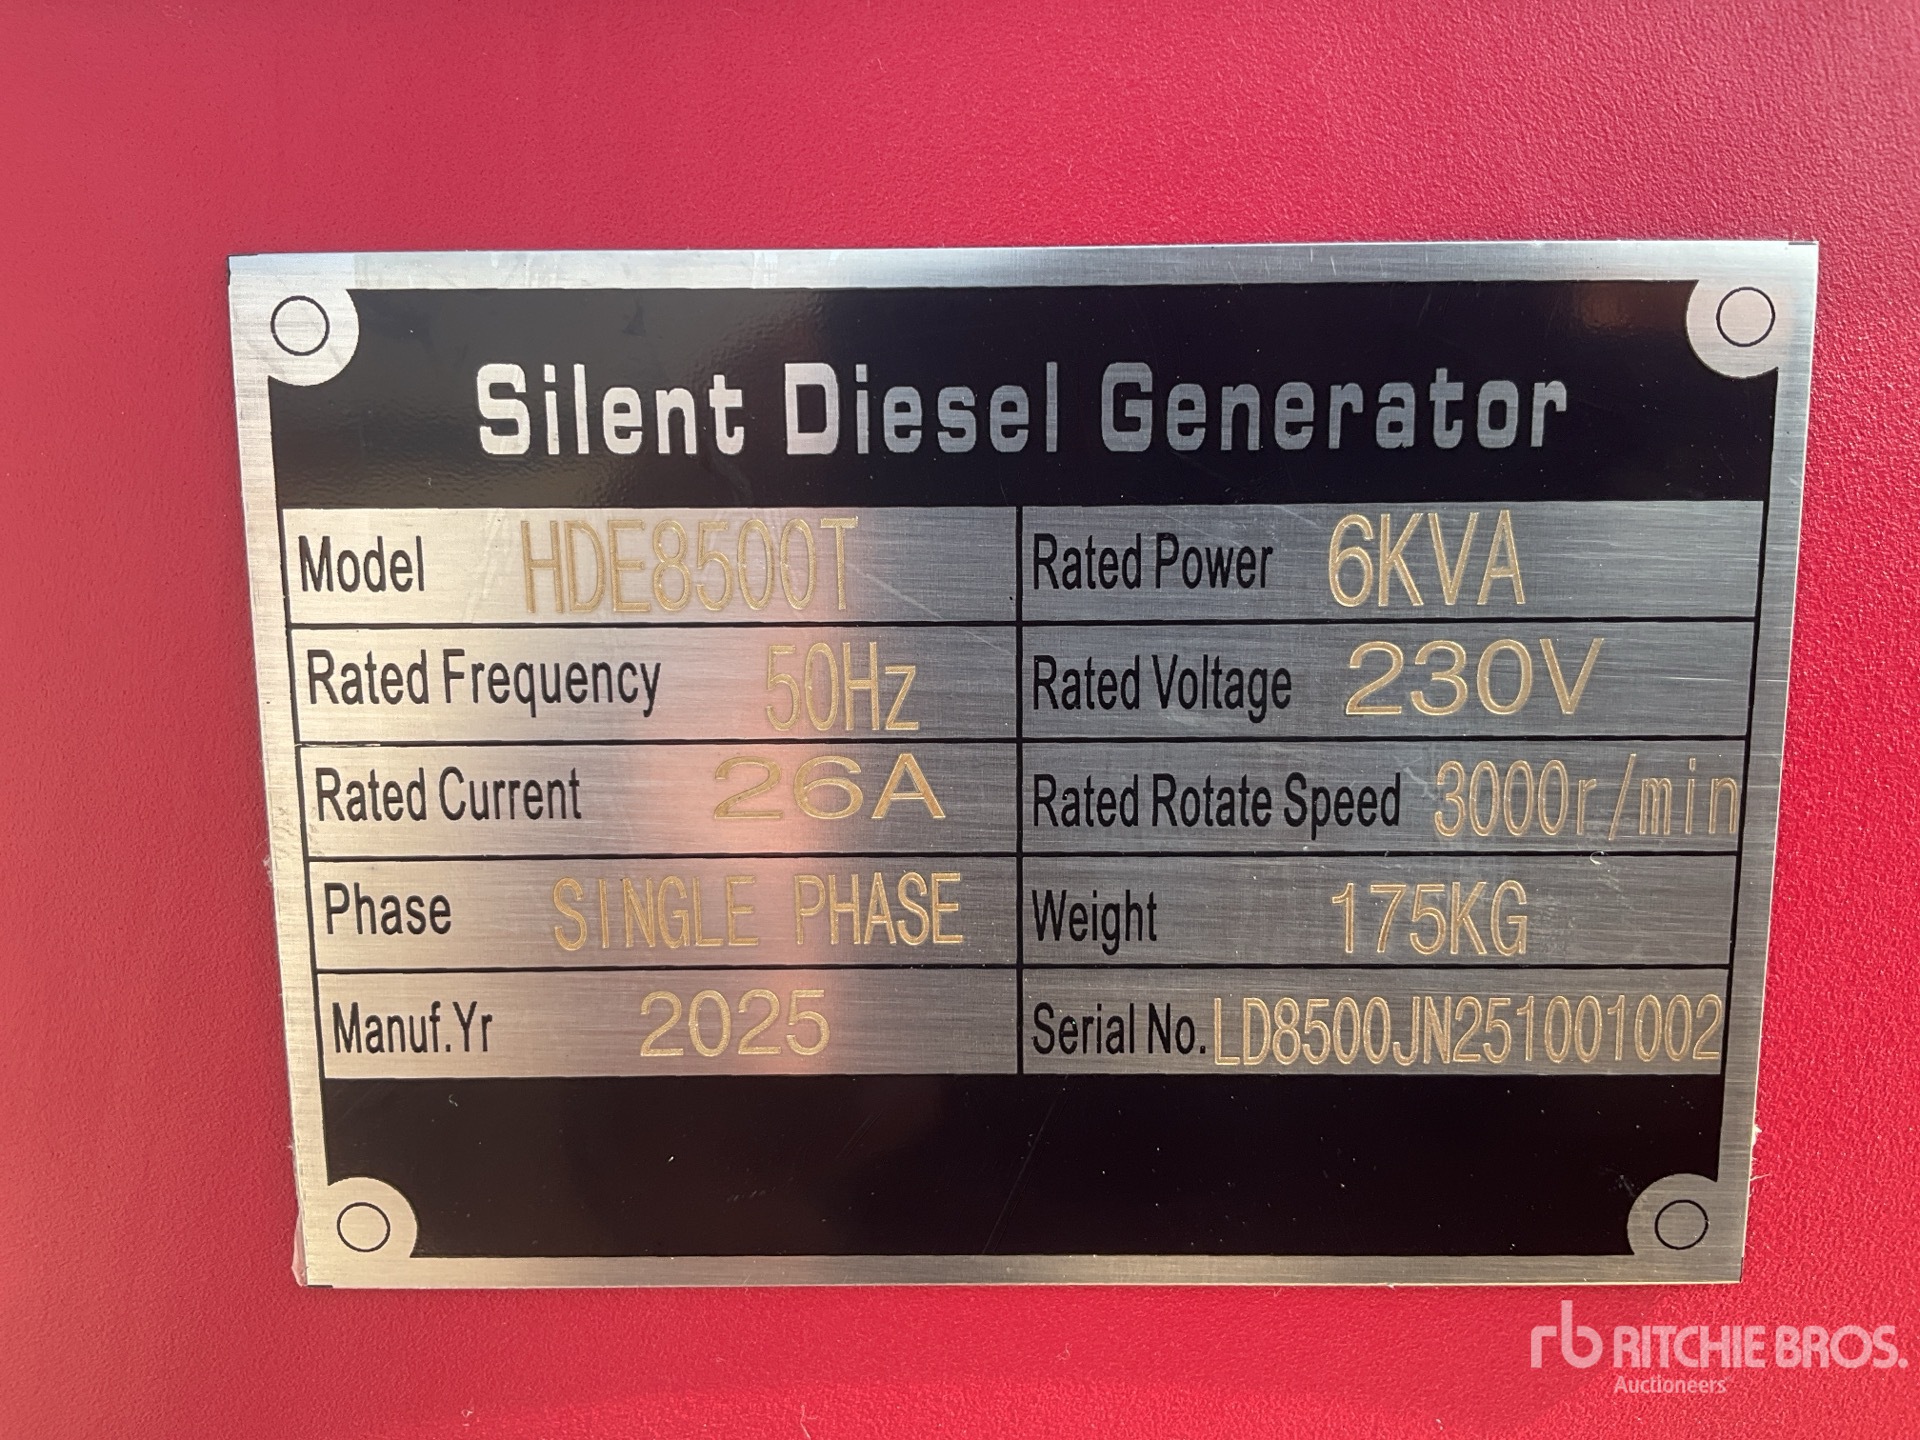 Silent Diesel Generator
Model HDE8500T Rated Power 6KVA
Rated Frequency 50Hz Rated Voltage 230V
Rated Current 26A Rated Rotate Speed 3000r/min
Phase SINGLE PHASE Weight 175KG
Manuf.Yr 2025 Serial No. LD8500JN251001002
rb RITCHIE BROS.
Auctioneers